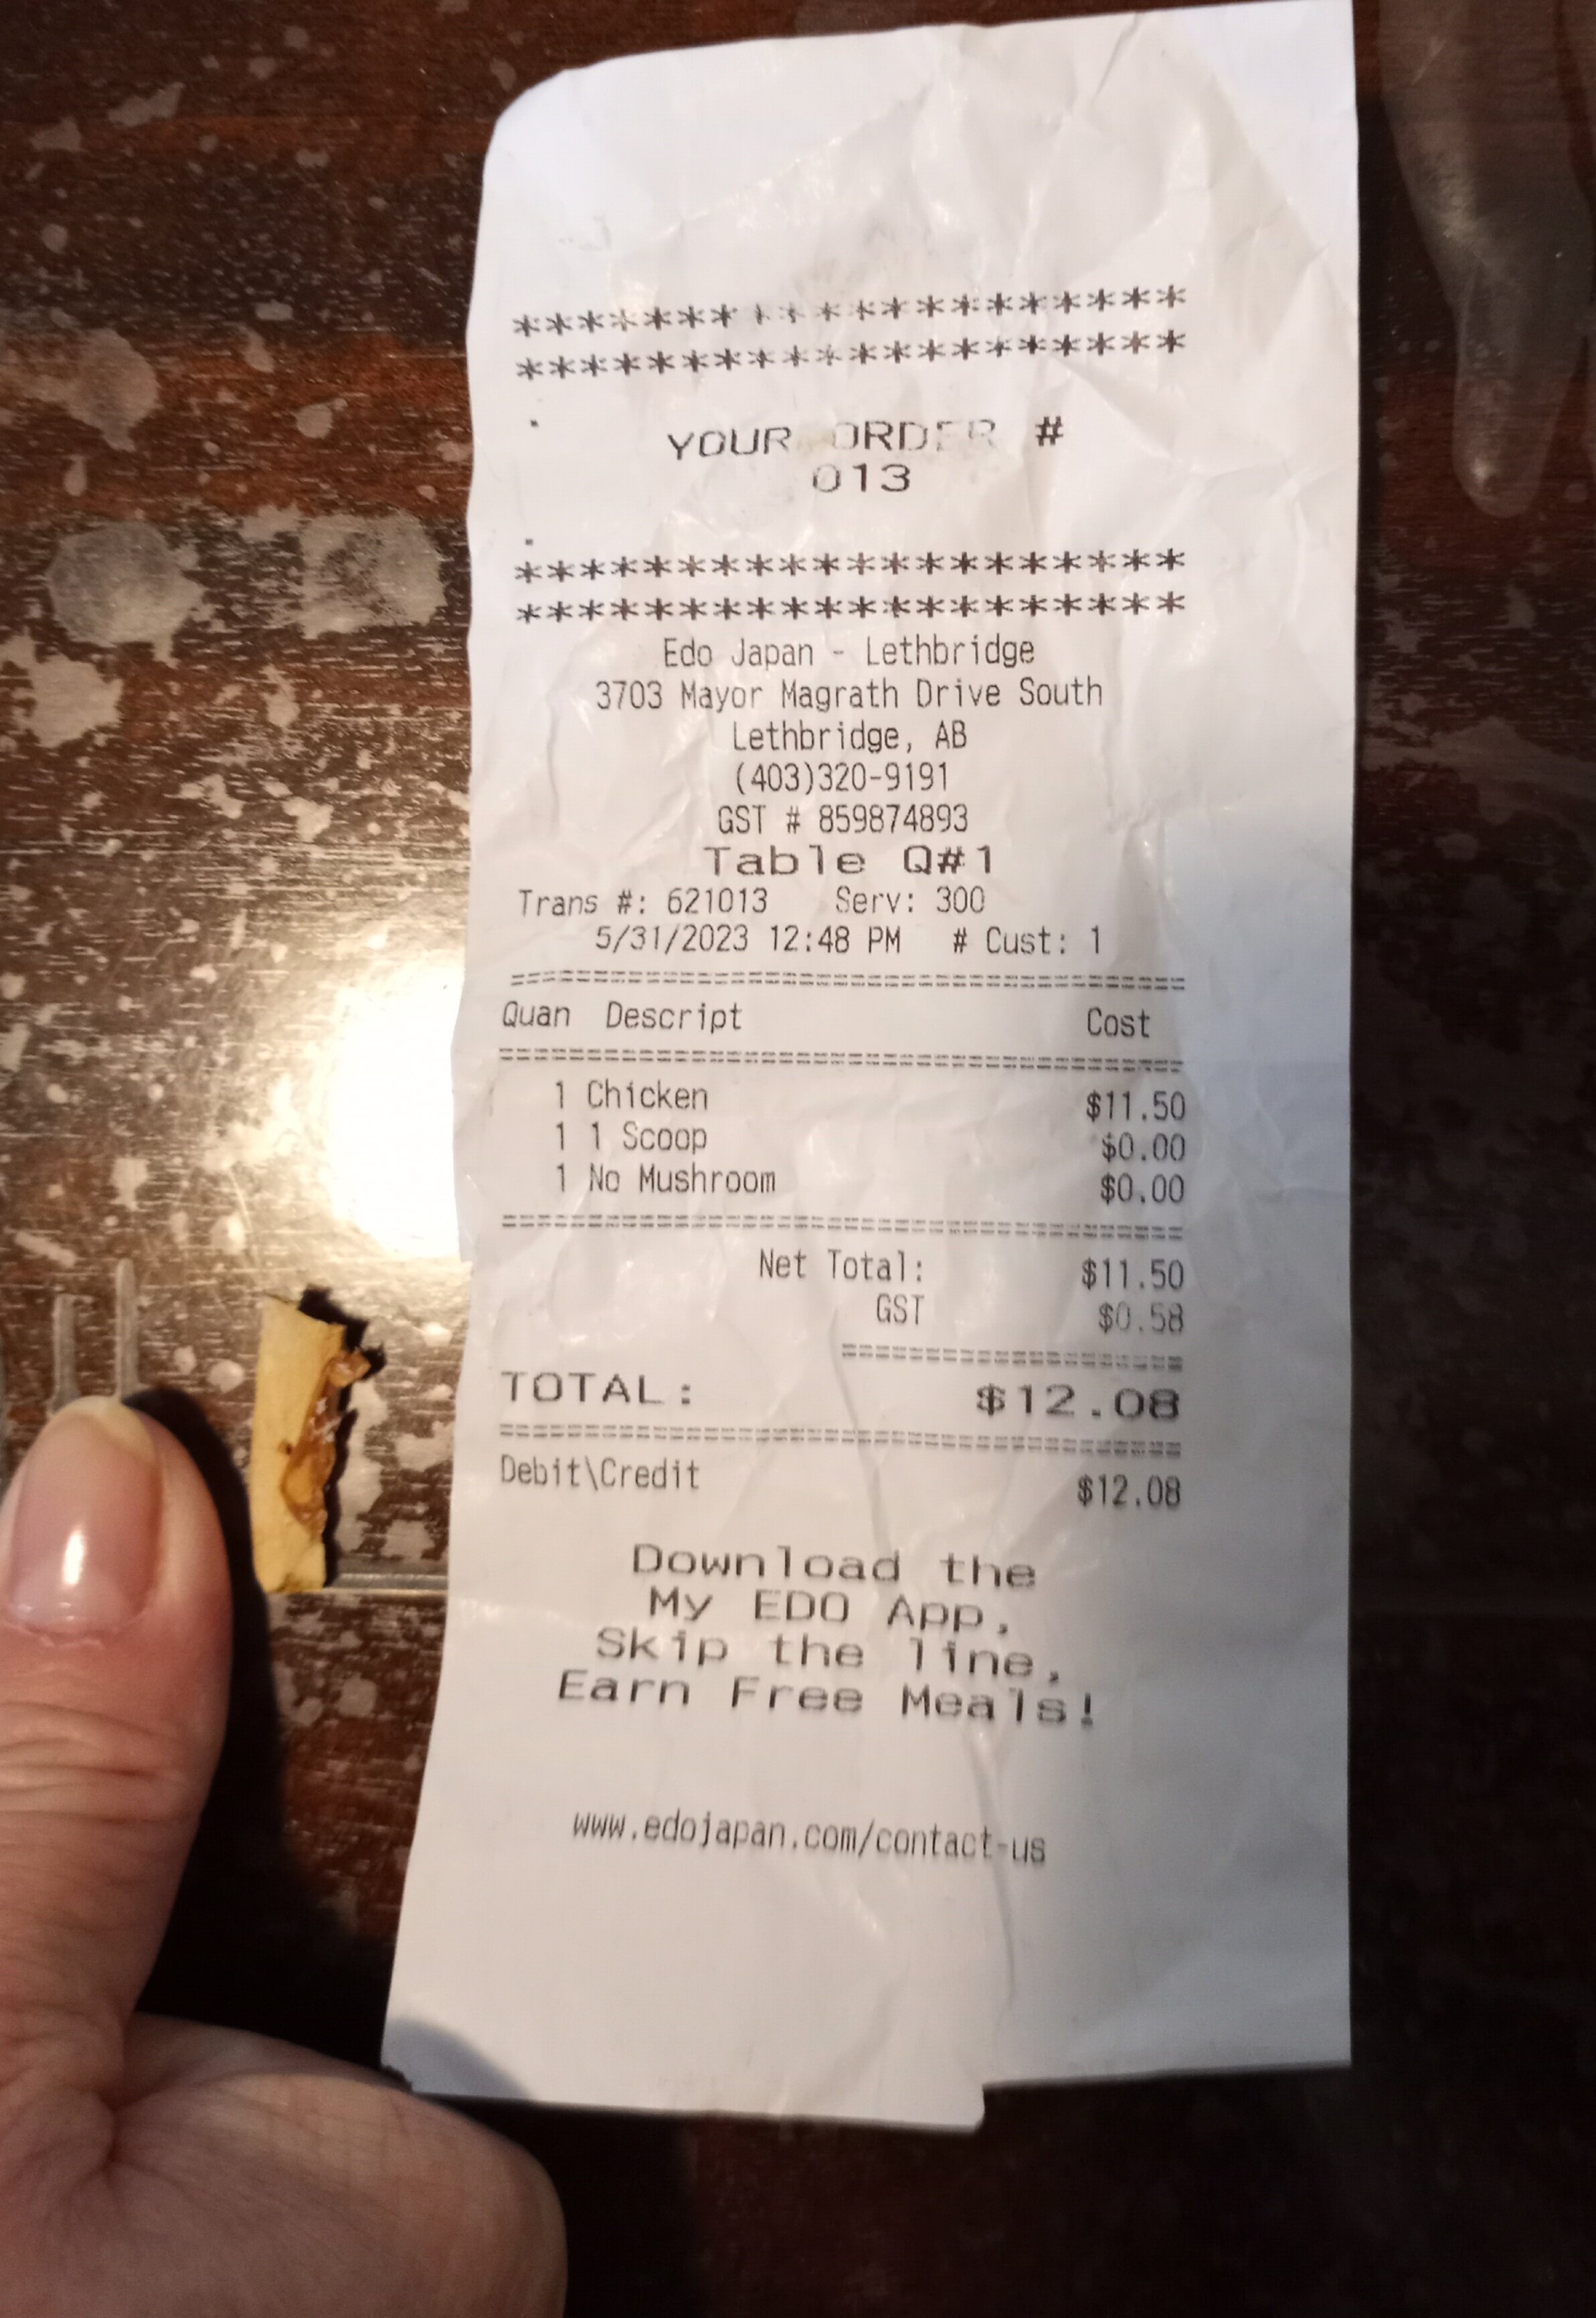 ********************
********************
YOUR ORDER #
013
********************
********************
Edo Japan - Lethbridge
3703 Mayor Magrath Drive South
Lethbridge, AB
(403)320-9191
GST # 859874893
Table Q#1
Trans #: 621013 Serv: 300
5/31/2023 12:48 PM # Cust: 1
Quan Descript Cost
1 Chicken $11.50
1 1 Scoop $0.00
1 No Mushroom $0.00
Net Total: $11.50
GST $0.58
TOTAL: $12.08
Debit\Credit $12.08
Download the
My EDO App,
Skip the line,
Earn Free Meals!
www.edojapan.com/contact-us